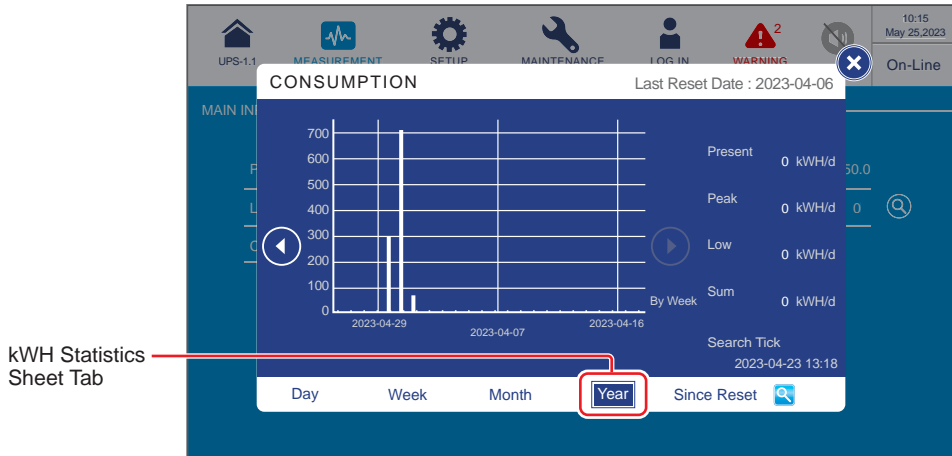 10:15
May 25,2023
2
UPS-1.1
MEASUREMENT
SETUP
MAINTENANCE
LOG IN
WARNING
On-Line
CONSUMPTION
Last Reset Date : 2023-04-06
MAIN IN
700
600
500
400
300
200
100
0
2023-04-29
2023-04-07
2023-04-16
By Week
Present
0 kWH/d
Peak
0 kWH/d
Low
0 kWH/d
Sum
0 kWH/d
Search Tick
2023-04-23 13:18
P
50.0
L
0
C
kWH Statistics
Sheet Tab
Day
Week
Month
Year
Since Reset